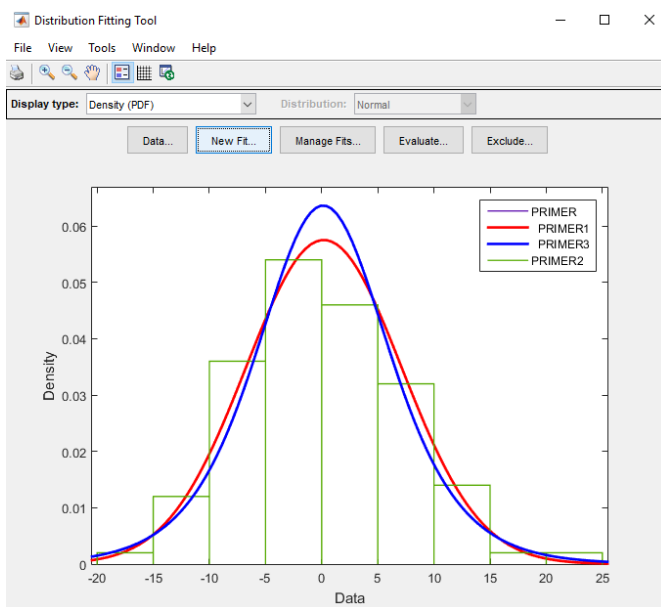 Distribution Fitting Tool
File View Tools Window Help
Display type: Density (PDF) Distribution: Normal
Data... New Fit... Manage Fits... Evaluate... Exclude...
PRIMER
PRIMER1
PRIMER3
PRIMER2
0.06
0.05
0.04
0.03
0.02
0.01
0
Density
-20 -15 -10 -5 0 5 10 15 20 25
Data